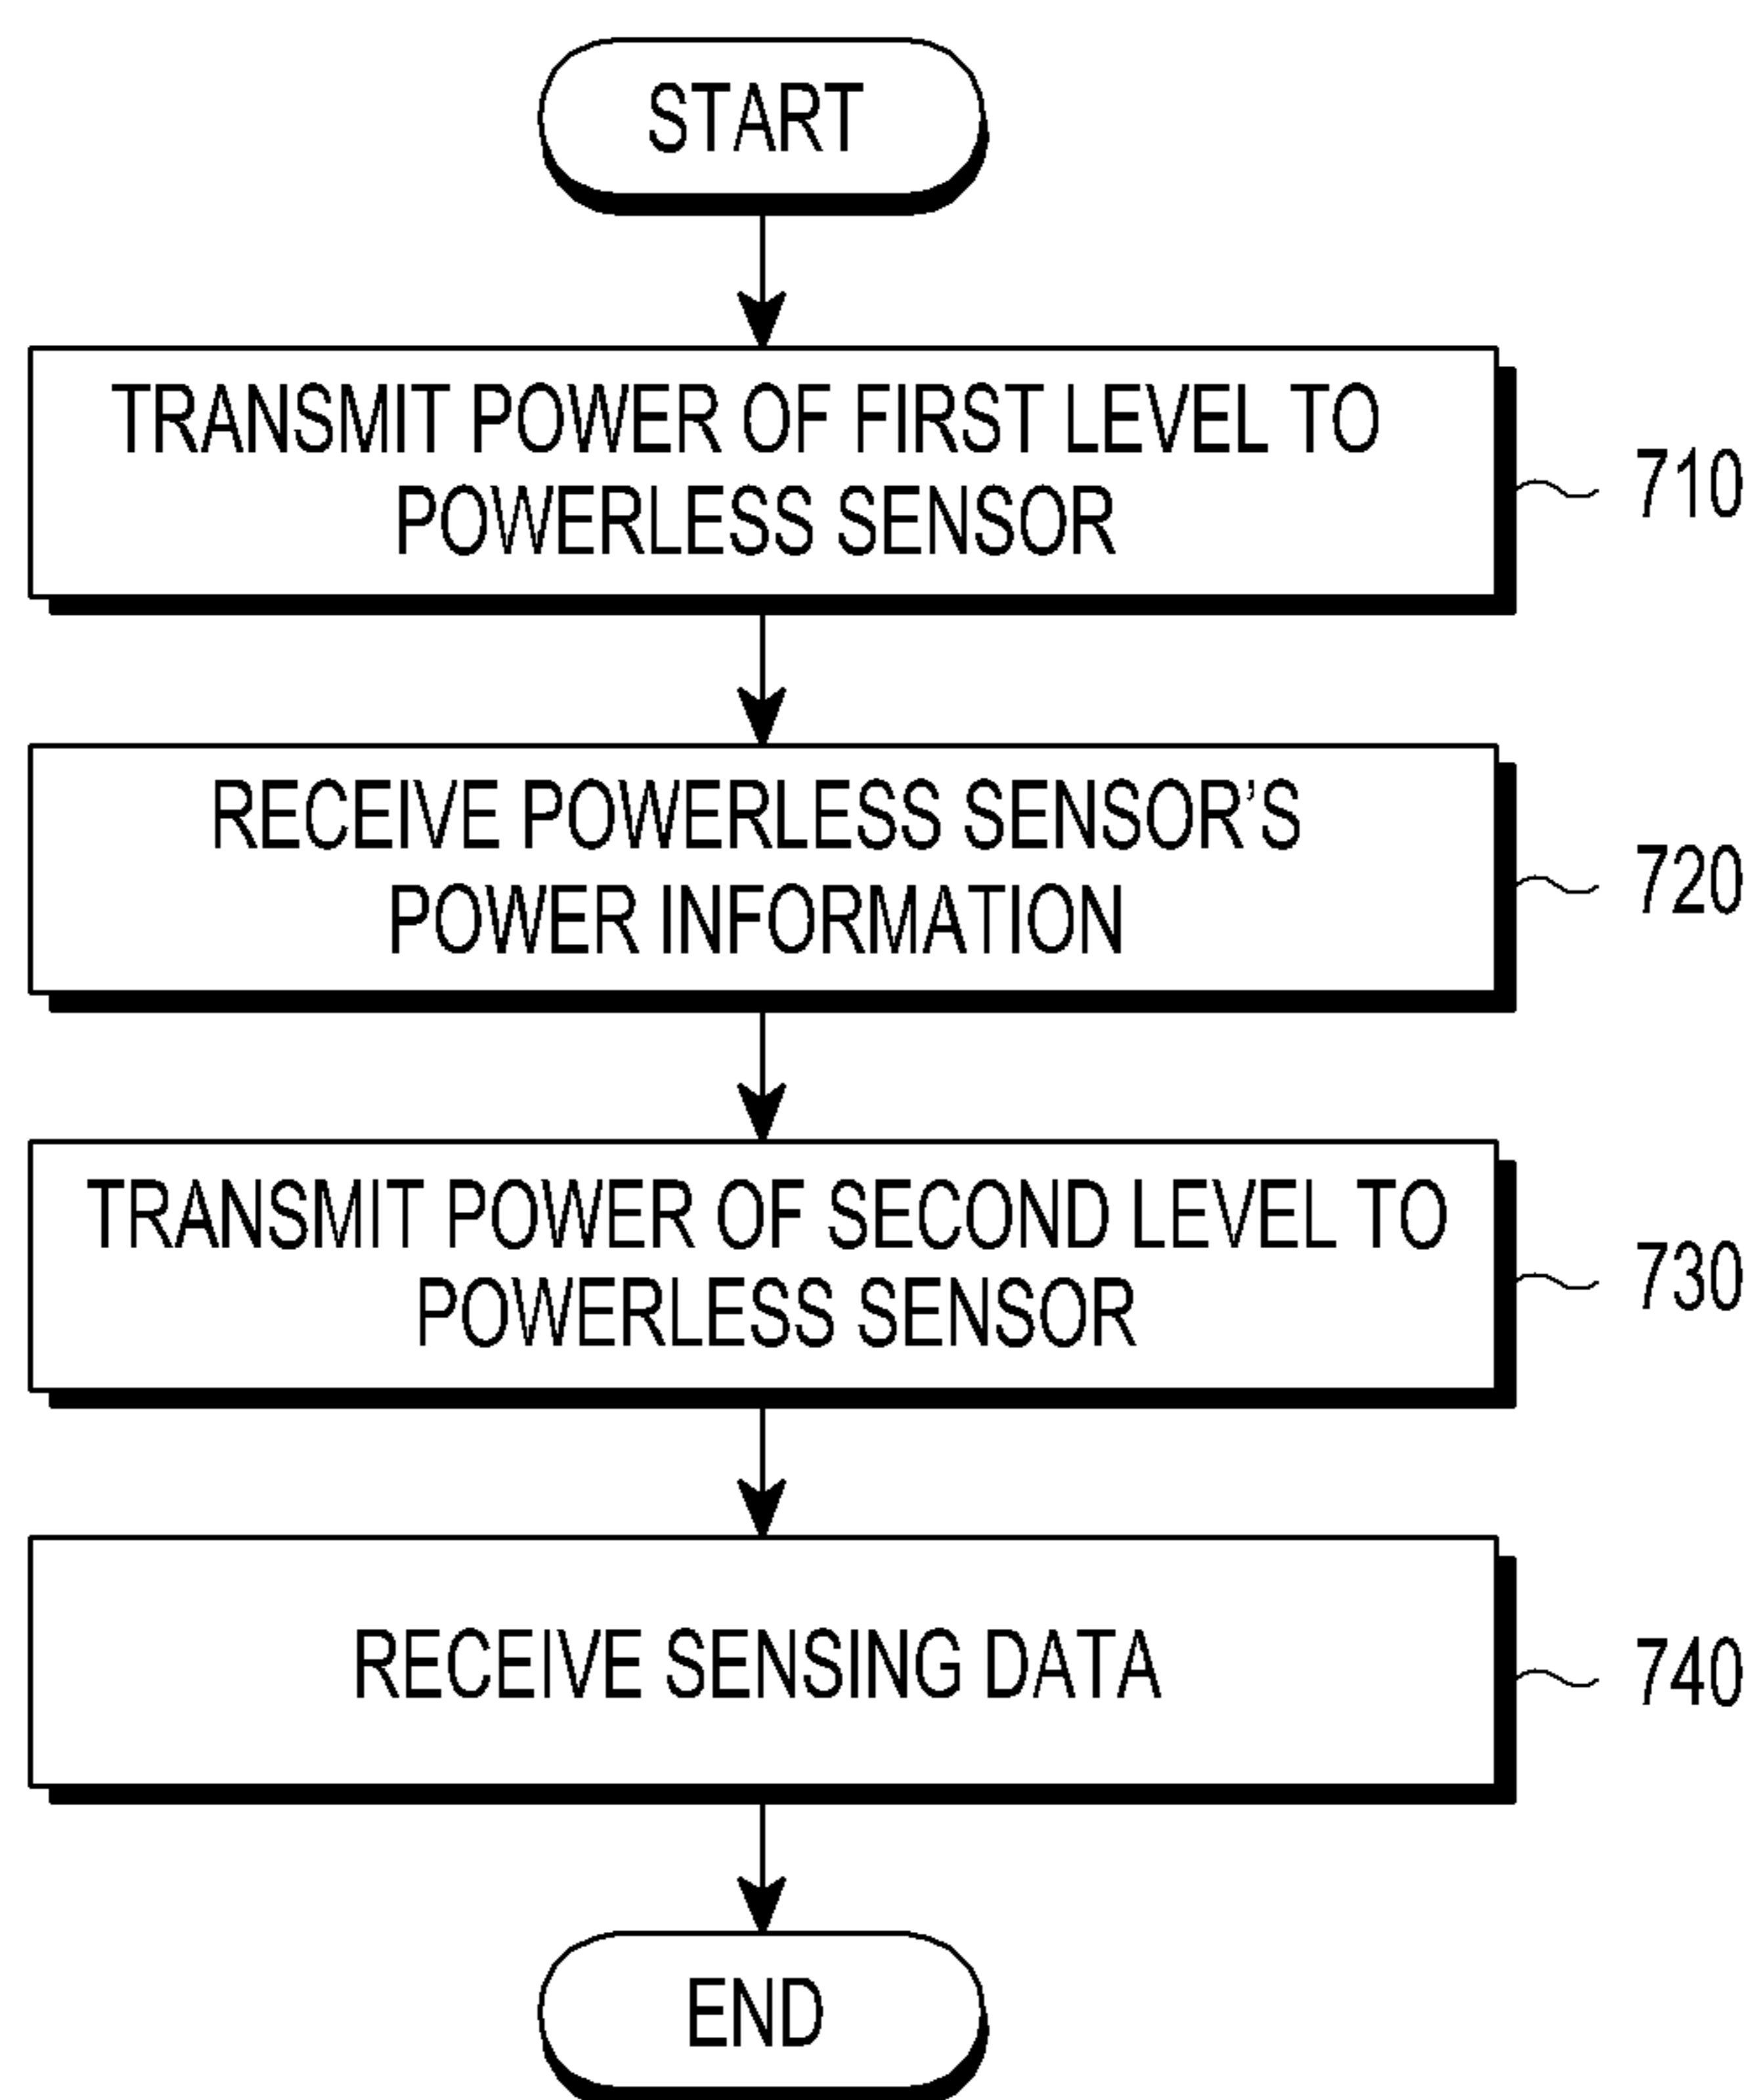 START
TRANSMIT POWER OF FIRST LEVEL TO
POWERLESS SENSOR
710
RECEIVE POWERLESS SENSOR’S
POWER INFORMATION
720
TRANSMIT POWER OF SECOND LEVEL TO
POWERLESS SENSOR
730
RECEIVE SENSING DATA
740
END